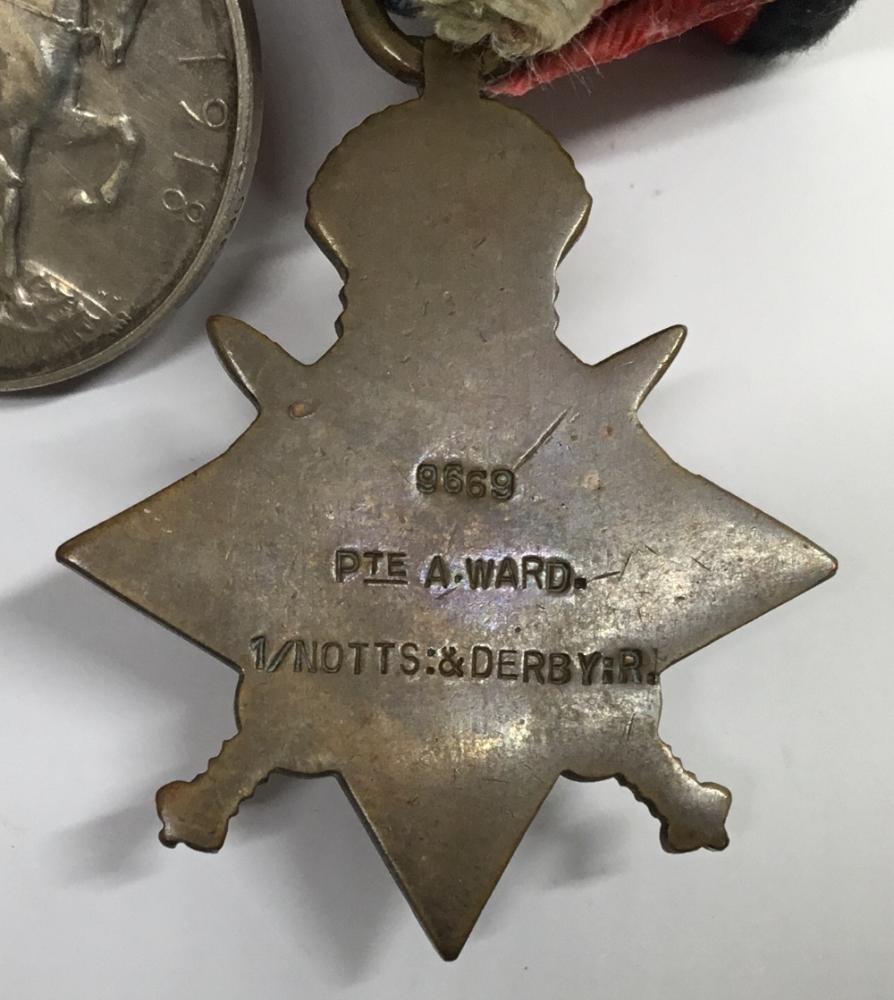 1918
9669
PTE A.WARD.
1/NOTTS:&DERBY:R.